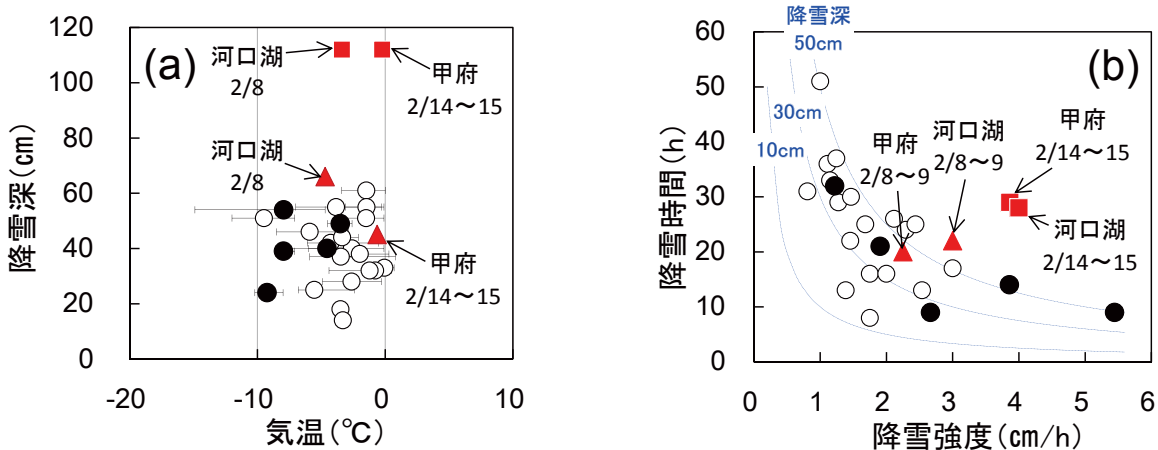 (a)
降雪深(cm)
120
100
80
60
40
20
0
-20
-10
0
10
気温(℃)
河口湖
2/8
甲府
2/14～15
河口湖
2/8
甲府
2/14～15
(b)
降雪時間(h)
60
50
40
30
20
10
0
0
1
2
3
4
5
6
降雪強度(cm/h)
降雪深
50cm
30cm
10cm
甲府
2/8～9
河口湖
2/8～9
甲府
2/14～15
河口湖
2/14～15